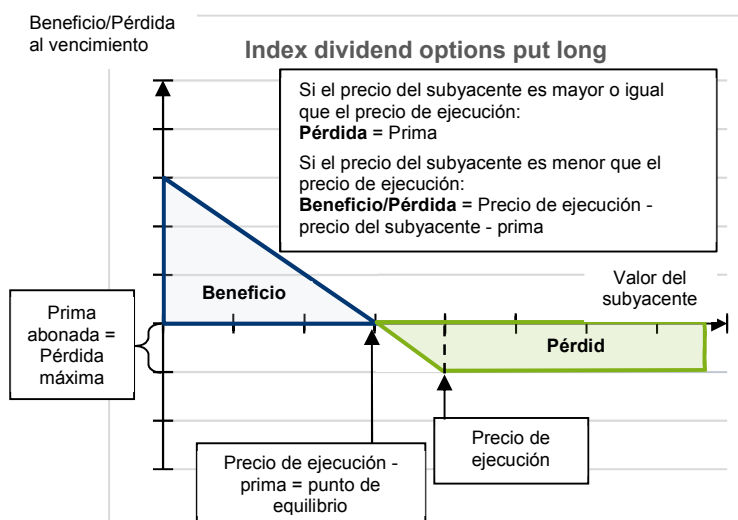 Beneficio/Pérdida
al vencimiento
Index dividend options put long
Si el precio del subyacente es mayor o igual
que el precio de ejecución:
Pérdida = Prima
Si el precio del subyacente es menor que el
precio de ejecución:
Beneficio/Pérdida = Precio de ejecución -
precio del subyacente - prima
Beneficio
Valor del
subyacente
Prima
abonada =
Pérdida
máxima
Pérdid
Precio de
ejecución
Precio de ejecución -
prima = punto de
equilibrio